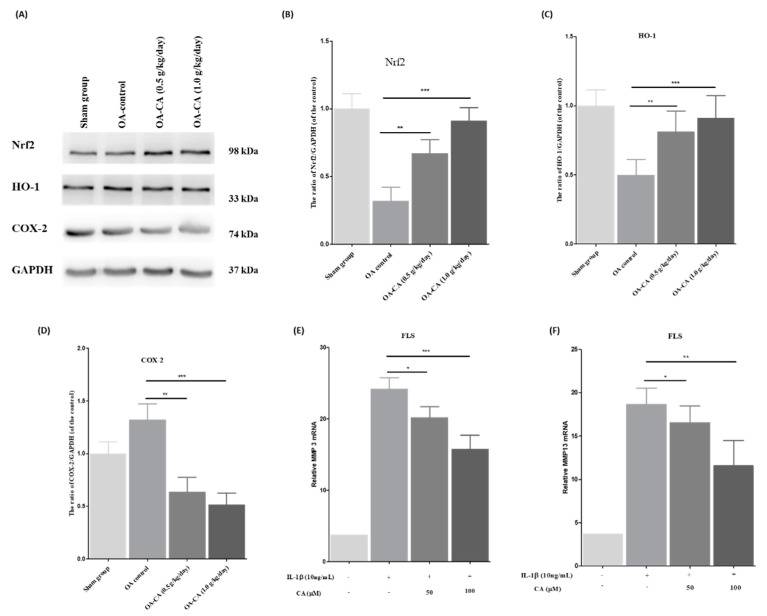 (A)
Sham group
OA-control
OA-CA (0.5 g/kg/day)
OA-CA (1.0 g/kg/day)
Nrf2
98 kDa
HO-1
33 kDa
COX-2
74 kDa
GAPDH
37 kDa
(B)
Nrf2
The ratio of Nrf2/GAPDH (of the control)
1.5
1.0
0.5
0.0
**
***
Sham group
OA control
OA-CA (0.5 g/kg/day)
OA-CA (1.0 g/kg/day)
(C)
HO-1
The ratio of HO-1/GAPDH (of the control)
1.5
1.0
0.5
0.0
**
***
Sham group
OA control
OA-CA (0.5 g/kg/day)
OA-CA (1.0 g/kg/day)
(D)
COX 2
The ratio of COX-2/GAPDH (of the control)
2.0
1.5
1.0
0.5
0.0
***
**
Sham group
OA control
OA-CA (0.5 g/kg/day)
OA-CA (1.0 g/kg/day)
(E)
FLS
Relative MMP 3 mRNA
30
20
10
0
***
*
IL-1β (10ng/mL) - + + +
CA (μM) - - 50 100
(F)
FLS
Relative MMP13 mRNA
25
20
15
10
5
0
**
*
IL-1β (10ng/mL) - + + +
CA (μM) - - 50 100